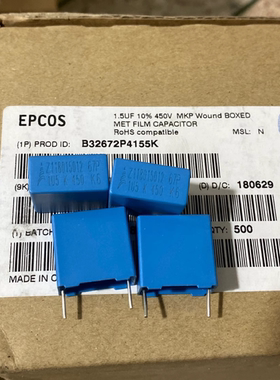 EPCOS
1.5UF 10% 450V MKP Wound BOXED
MET FILM CAPACITOR
RoHS compatible
MSL: N
(1P) PROD ID: B32672P4155K
(9K)
(D) D/C: 180629
(1) BATCH
QTY: 500
MADE IN C